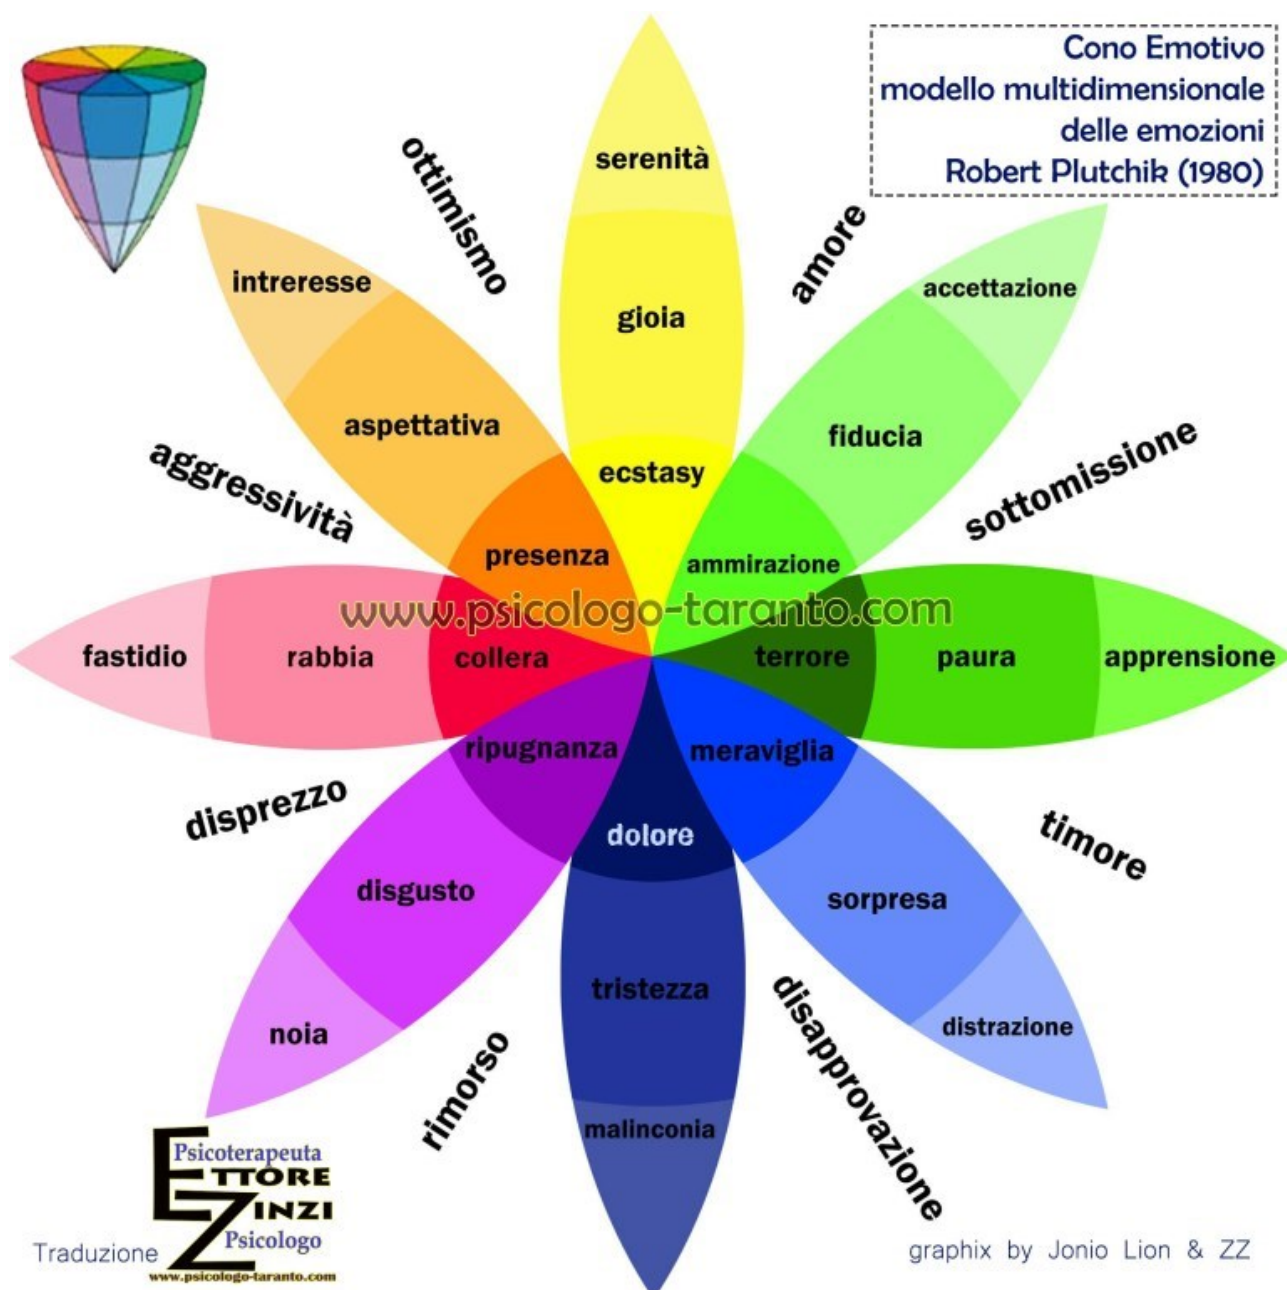 Cono Emotivo
modello multidimensionale
delle emozioni
Robert Plutchik (1980)
serenità
ottimismo
amore
intreresse
accettazione
gioia
aspettativa
fiducia
aggressività
sottomissione
ecstasy
presenza
ammirazione
www.psicologo-taranto.com
fastidio
rabbia
collera
terrore
paura
apprensione
ripugnanza
meraviglia
disprezzo
dolore
timore
disgusto
sorpresa
tristezza
noia
distrazione
rimorso
disapprovazione
malinconia
Psicoterapeuta
ETTORE
ZINZI
Psicologo
Traduzione
www.psicologo-taranto.com
graphix by Jonio Lion & ZZ